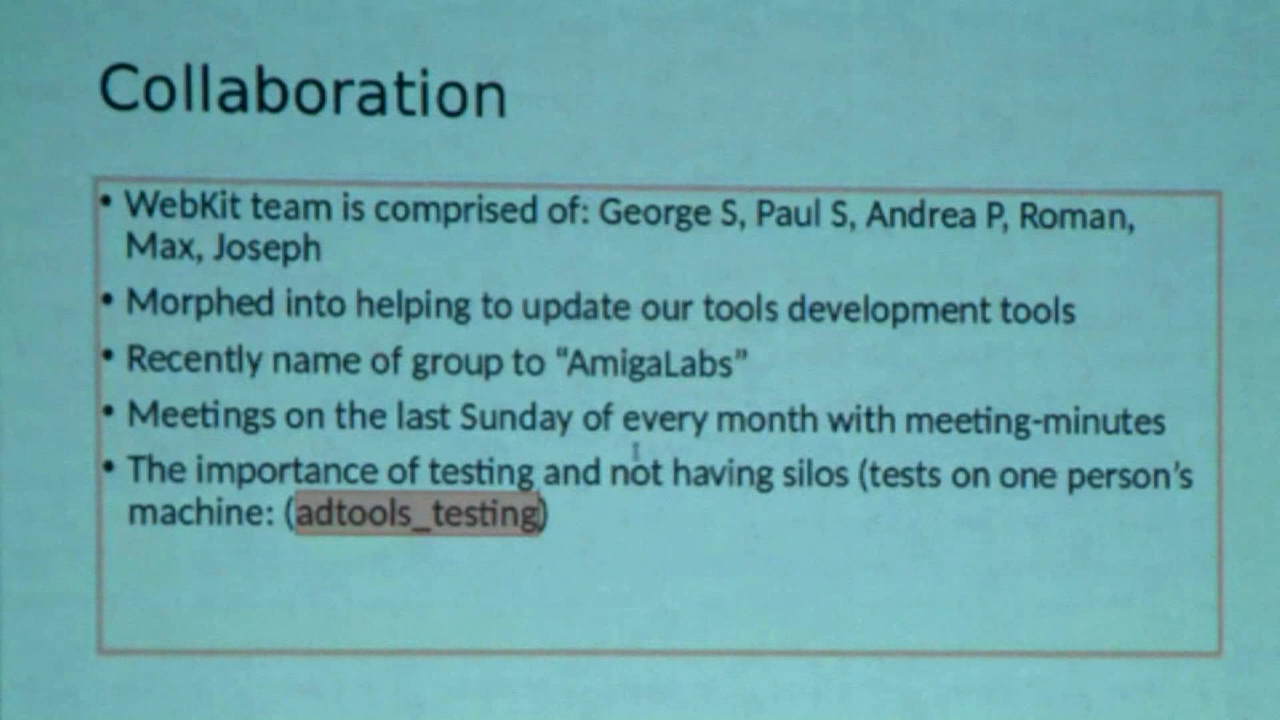 Collaboration
• WebKit team is comprised of: George S, Paul S, Andrea P, Roman,
Max, Joseph
• Morphed into helping to update our tools development tools
• Recently name of group to “AmigaLabs”
• Meetings on the last Sunday of every month with meeting-minutes
• The importance of testing and not having silos (tests on one person’s
machine: (adtools_testing)